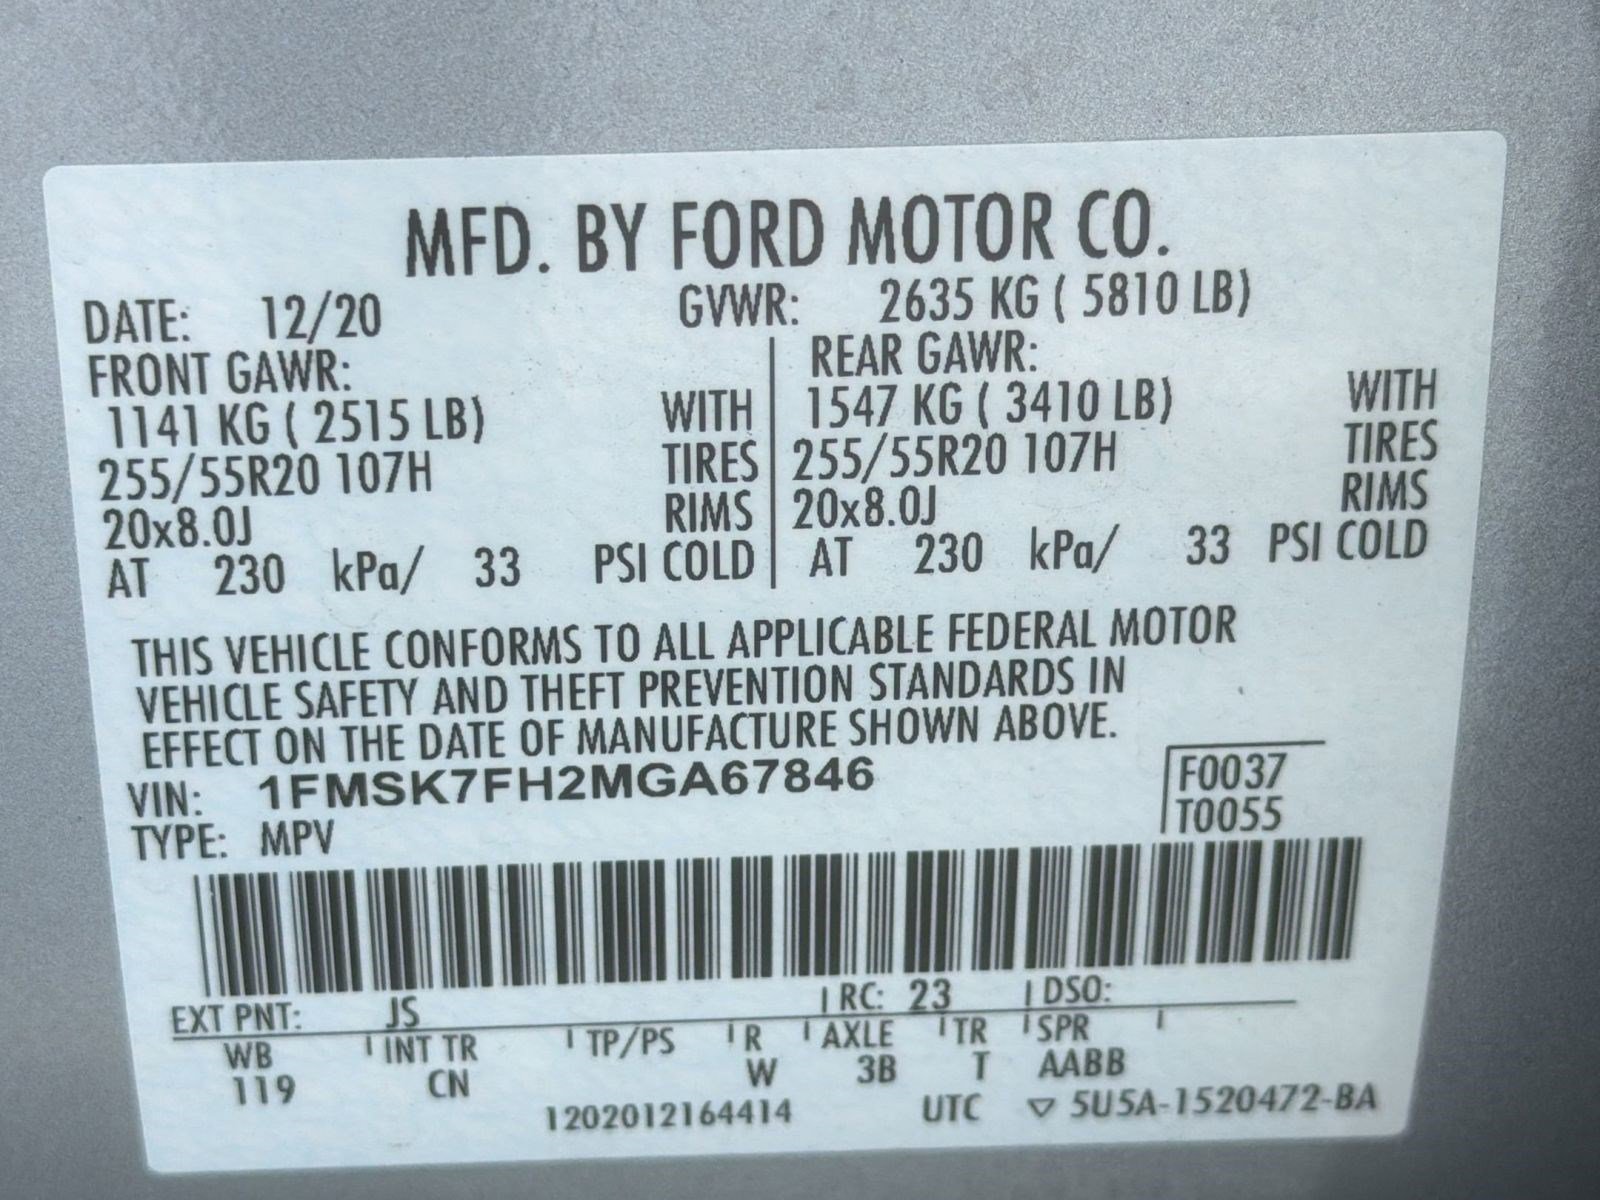 MFD. BY FORD MOTOR CO.
DATE: 12/20 GVWR: 2635 KG ( 5810 LB)
FRONT GAWR: REAR GAWR:
1141 KG ( 2515 LB) WITH 1547 KG ( 3410 LB) WITH
255/55R20 107H TIRES 255/55R20 107H TIRES
20x8.0J RIMS 20x8.0J RIMS
AT 230 kPa/ 33 PSI COLD AT 230 kPa/ 33 PSI COLD
THIS VEHICLE CONFORMS TO ALL APPLICABLE FEDERAL MOTOR
VEHICLE SAFETY AND THEFT PREVENTION STANDARDS IN
EFFECT ON THE DATE OF MANUFACTURE SHOWN ABOVE.
VIN: 1FMSK7FH2MGA67846 F0037
TYPE: MPV T0055
EXT PNT: JS RC: 23 DSO:
WB INT TR TP/PS R AXLE TR SPR
119 CN W 3B T AABB
1202012164414 UTC ▽ 5U5A-1520472-BA